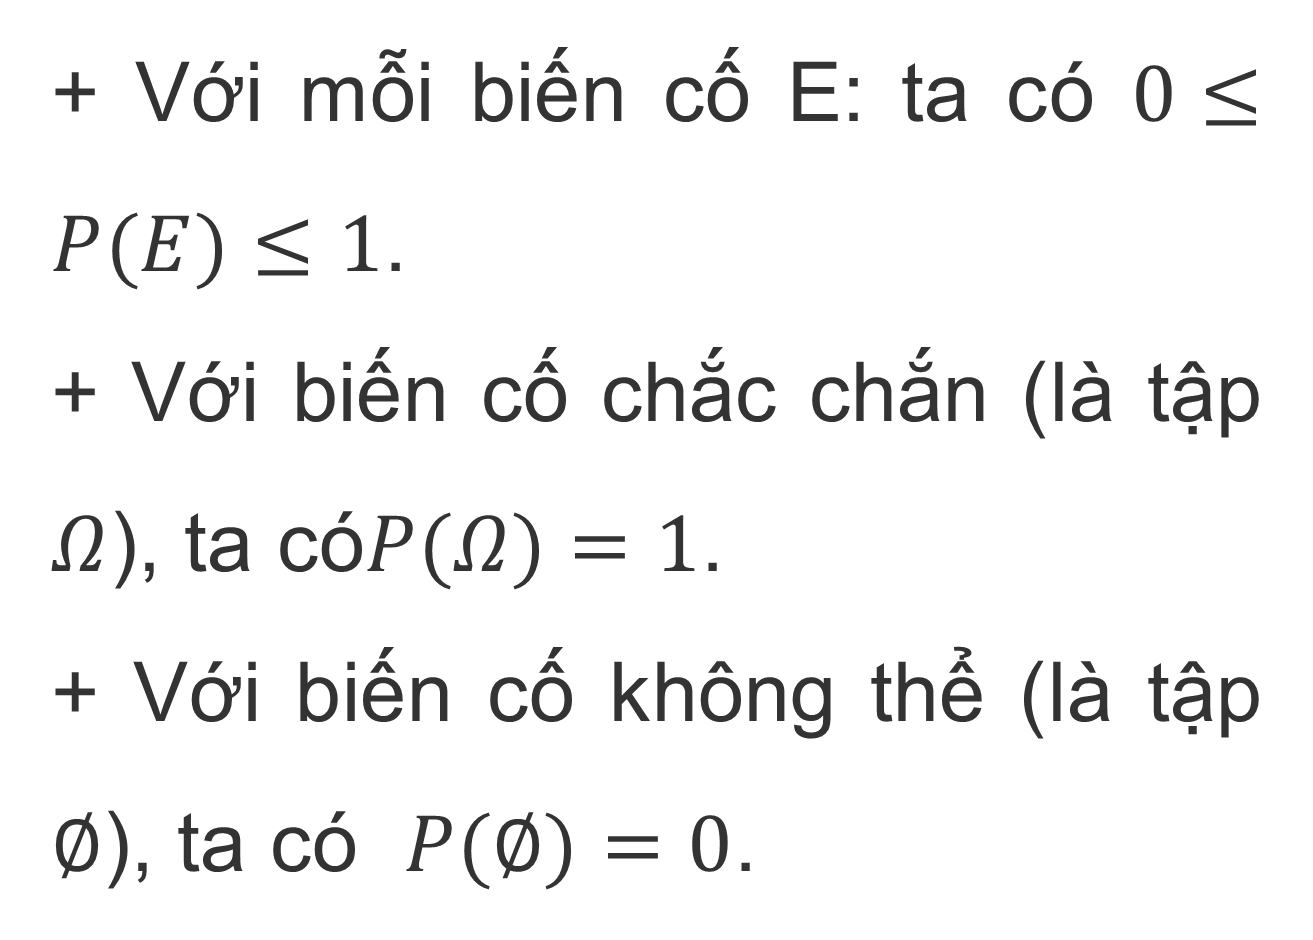 + Với mỗi biến cố E: ta có 0 ≤
P(E) ≤ 1.
+ Với biến cố chắc chắn (là tập
Ω), ta cóP(Ω) = 1.
+ Với biến cố không thể (là tập
∅), ta có P(∅) = 0.